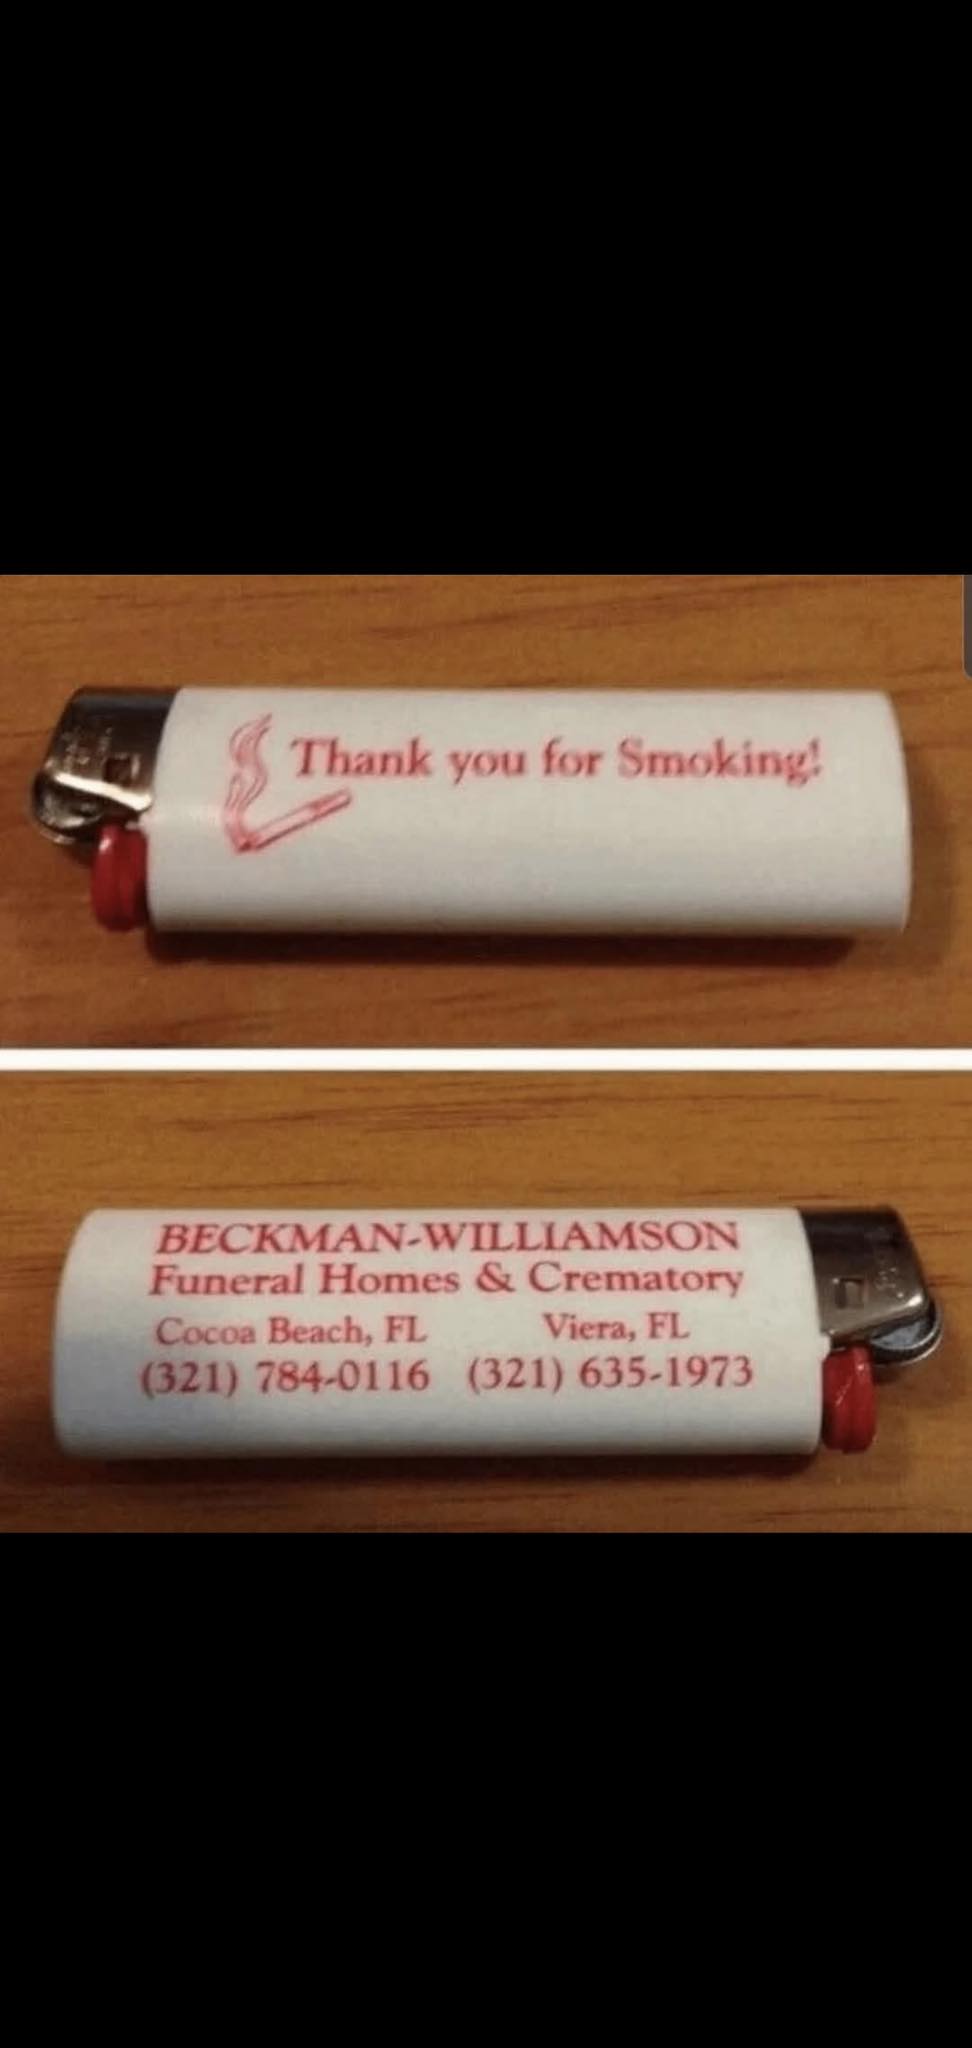 Thank you for Smoking!
BECKMAN-WILLIAMSON
Funeral Homes & Crematory
Cocoa Beach, FL Viera, FL
(321) 784-0116 (321) 635-1973